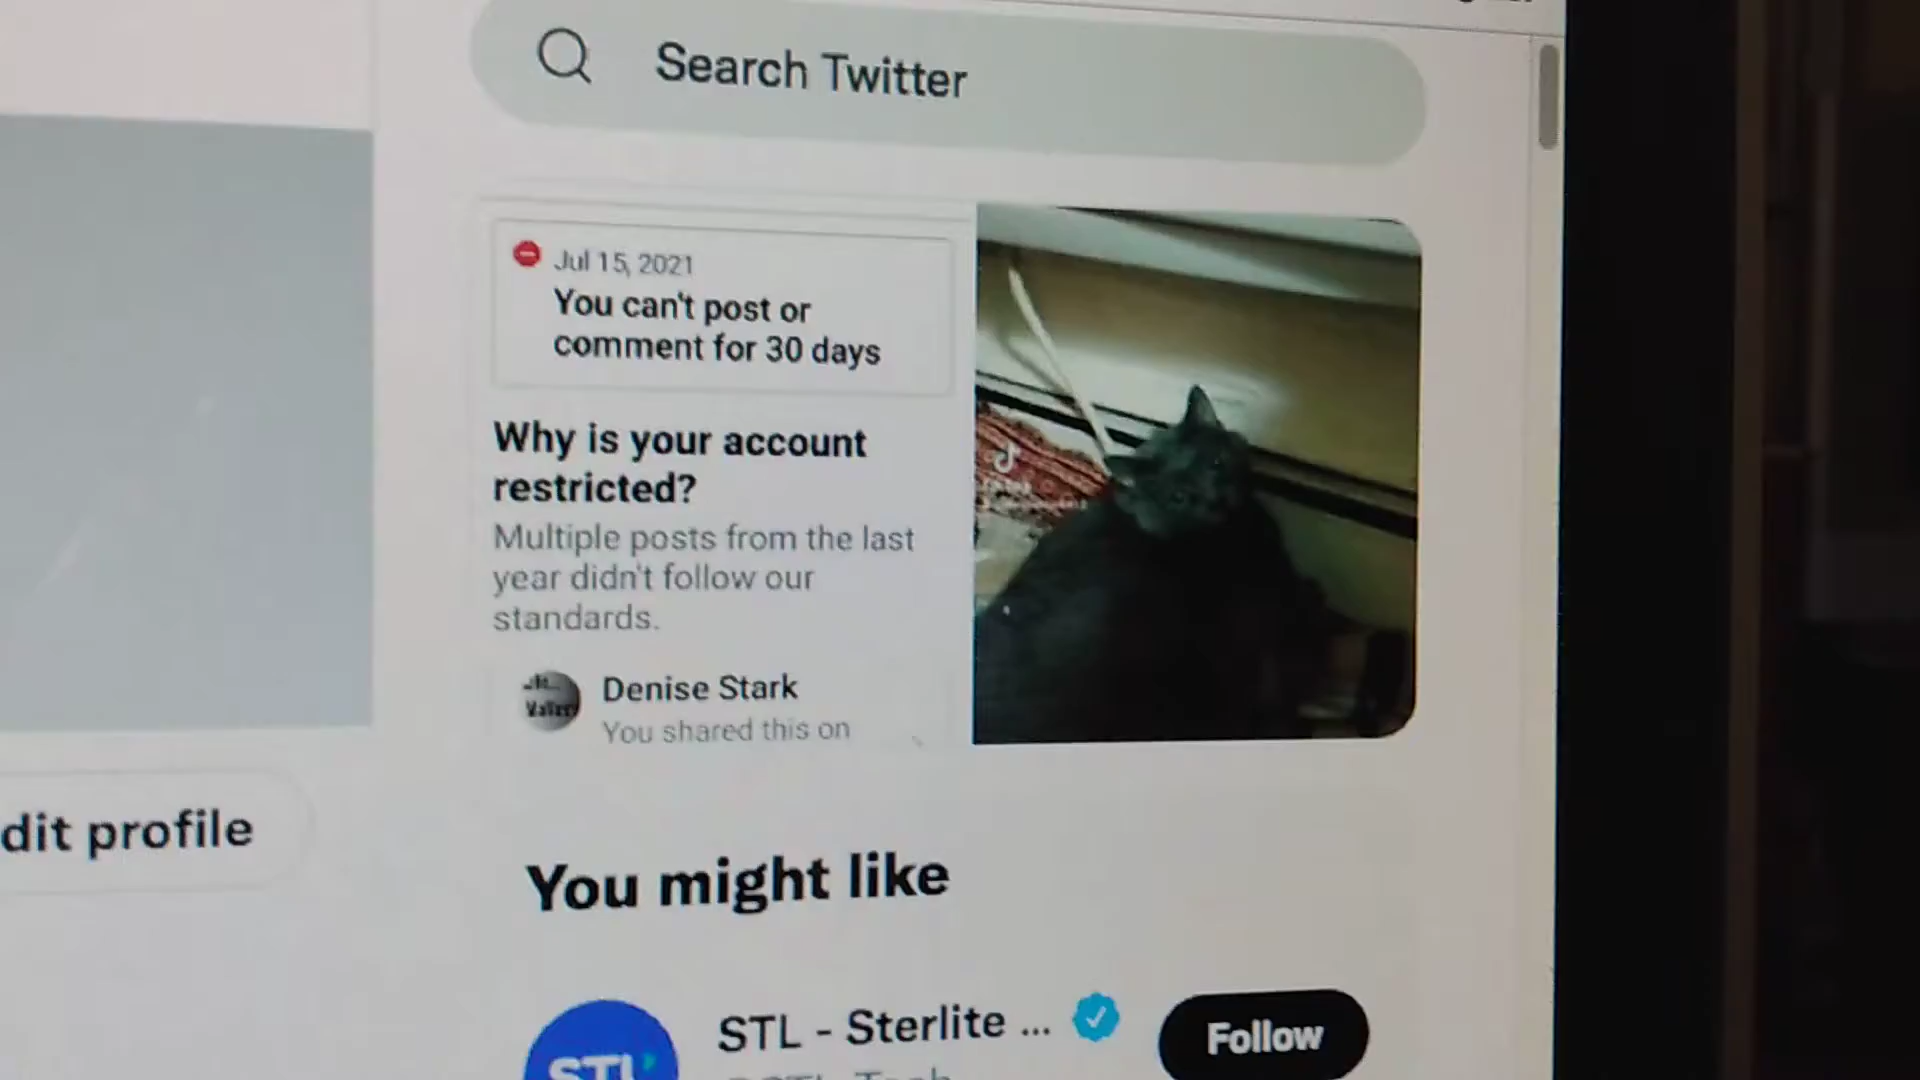 Search Twitter
Jul 15, 2021
You can't post or
comment for 30 days
Why is your account
restricted?
Multiple posts from the last
year didn't follow our
standards.
Denise Stark
You shared this on
dit profile
You might like
STL - Sterlite ...
Follow
STL